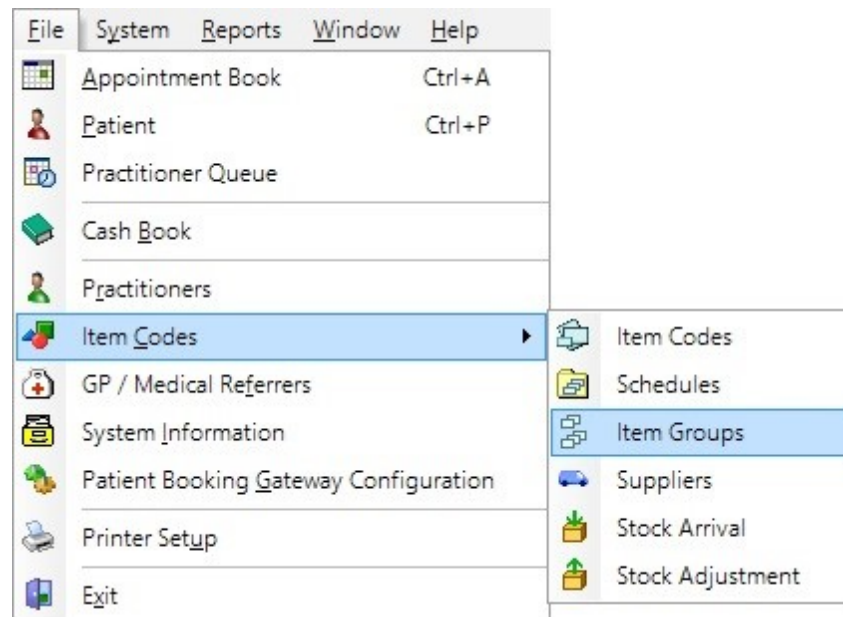 File System Reports Window Help
Appointment Book Ctrl+A
Patient Ctrl+P
Practitioner Queue
Cash Book
Practitioners
Item Codes
GP / Medical Referrers
System Information
Patient Booking Gateway Configuration
Printer Setup
Exit
Item Codes
Schedules
Item Groups
Suppliers
Stock Arrival
Stock Adjustment